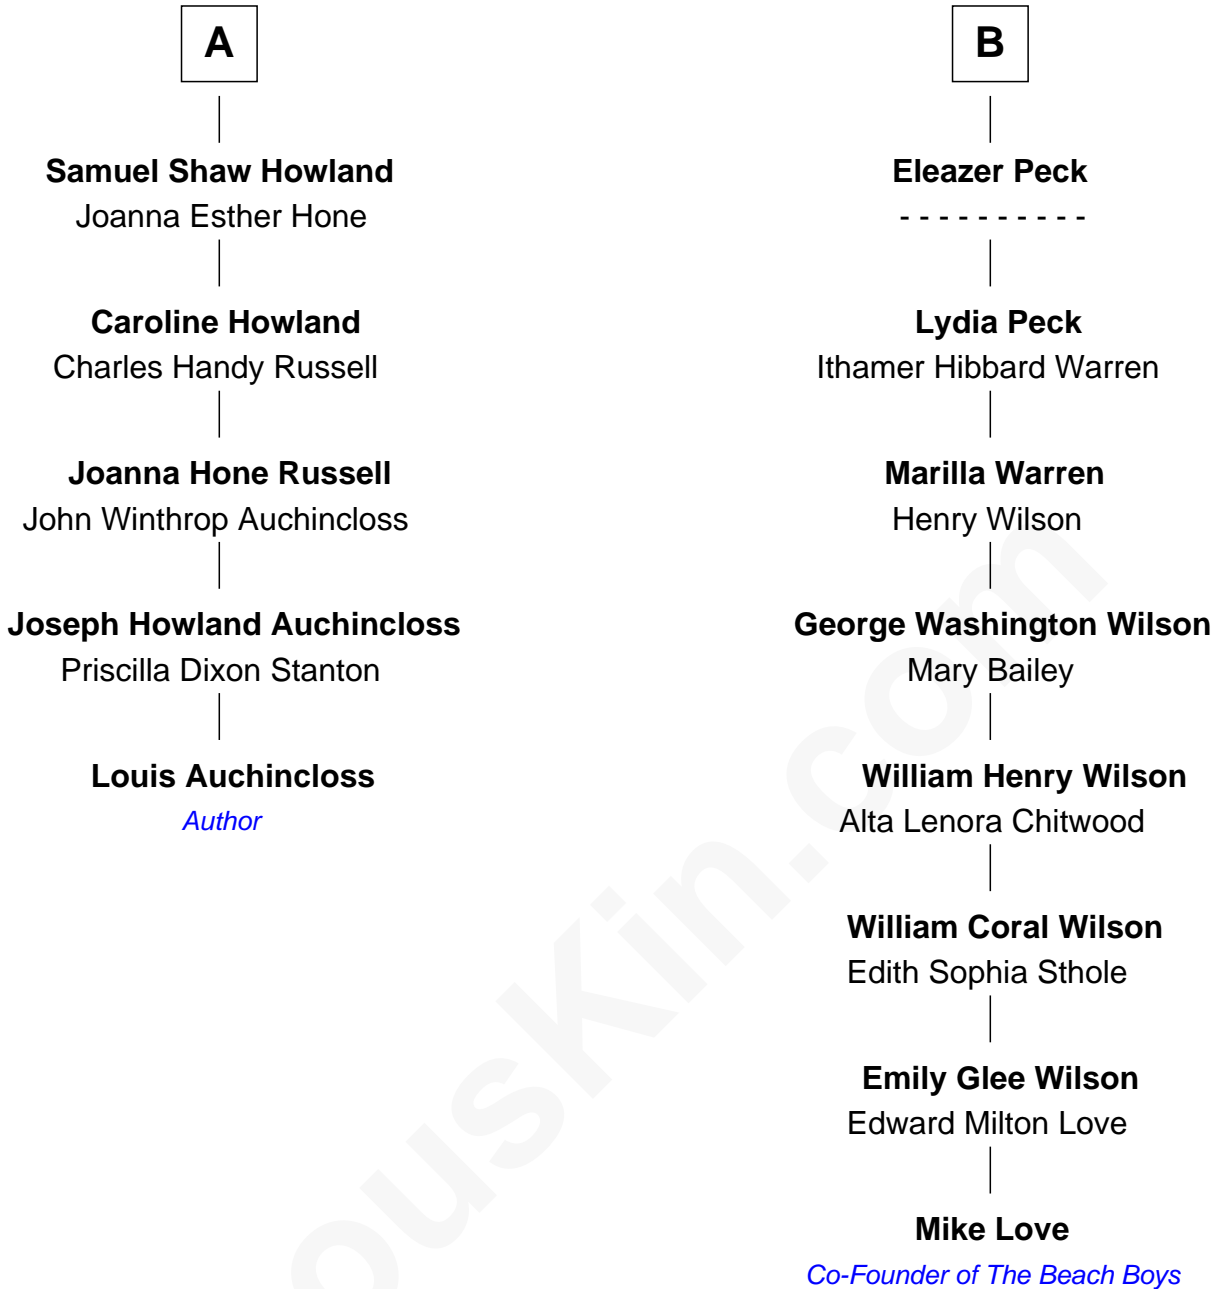 A
Samuel Shaw Howland
Joanna Esther Hone
Caroline Howland
Charles Handy Russell
Joanna Hone Russell
John Winthrop Auchincloss
Joseph Howland Auchincloss
Priscilla Dixon Stanton
Louis Auchincloss
Author
B
Eleazer Peck
- - - - - - - - - -
Lydia Peck
Ithamer Hibbard Warren
Marilla Warren
Henry Wilson
George Washington Wilson
Mary Bailey
William Henry Wilson
Alta Lenora Chitwood
William Coral Wilson
Edith Sophia Sthole
Emily Glee Wilson
Edward Milton Love
Mike Love
Co-Founder of The Beach Boys
ousKin.com